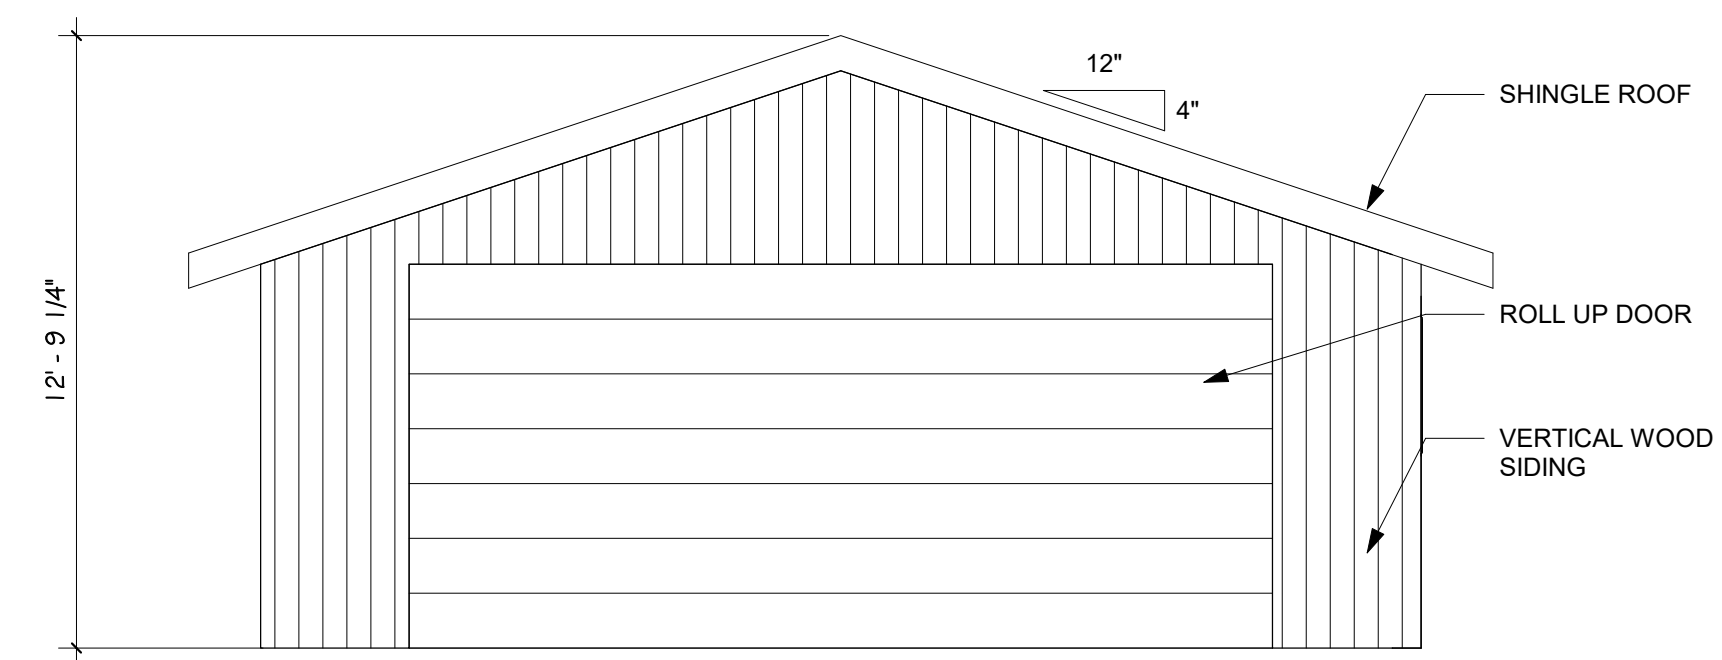 12"
4"
SHINGLE ROOF
12' - 9 1/4"
ROLL UP DOOR
VERTICAL WOOD
SIDING